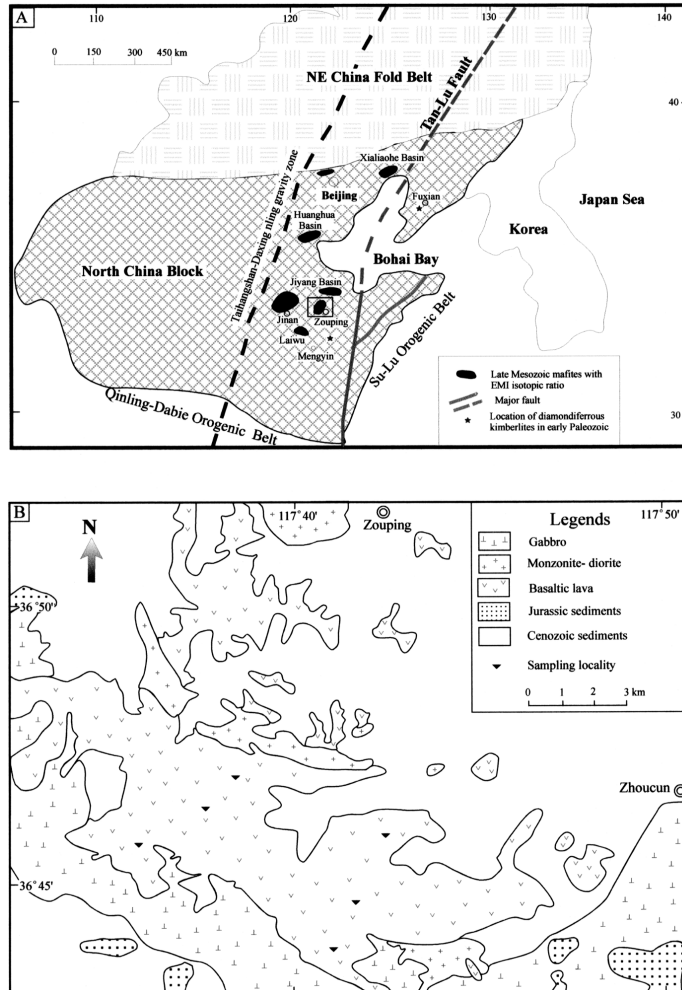 A
110
120
130
140
0 150 300 450 km
NE China Fold Belt
Tan-Lu Fault
40
Taihangshan-Daxing nling gravity zone
Xialiaohe Basin
Beijing
Fuxian
Huanghua
Basin
Japan Sea
Korea
North China Block
Bohai Bay
Jiyang Basin
Jinan
Zouping
Laiwu
Mengyin
Su-Lu Orogenic Belt
Qinling-Dabie Orogenic Belt
Late Mesozoic mafites with
EMI isotopic ratio
Major fault
Location of diamondiferrous
kimberlites in early Paleozoic
30
B
117°40'
117°50'
N
Zouping
Legends
Gabbro
Monzonite- diorite
Basaltic lava
Jurassic sediments
Cenozoic sediments
Sampling locality
0 1 2 3 km
36°50'
Zhoucun
36°45'